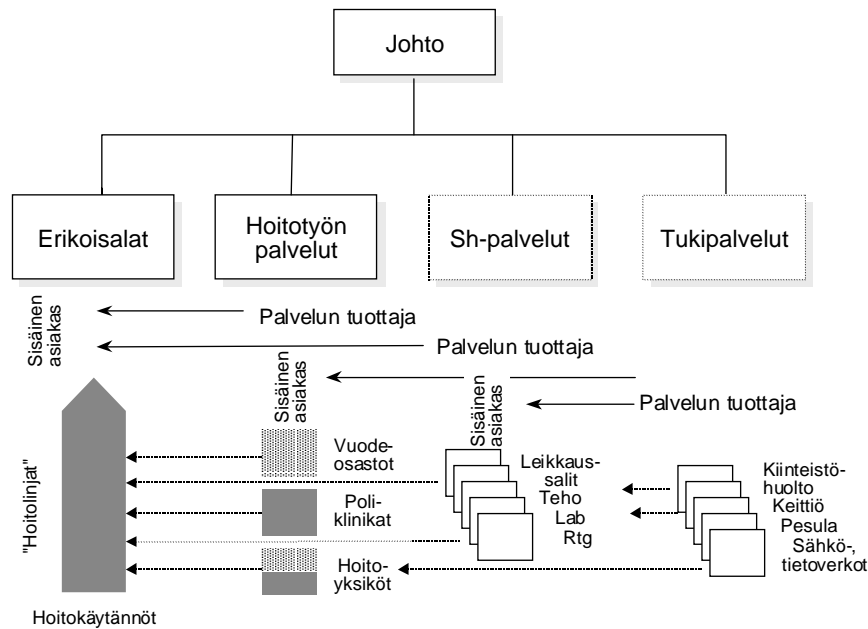 Johto
Erikoisalat
Hoitotyön
palvelut
Sh-palvelut
Tukipalvelut
Sisäinen
asiakas
Palvelun tuottaja
Palvelun tuottaja
Sisäinen
asiakas
Sisäinen
asiakas
Palvelun tuottaja
"Hoitolinjat"
Vuode-
osastot
Poli-
klinikat
Hoito-
yksiköt
Leikkaus-
salit
Teho
Lab
Rtg
Kiinteistö-
huolto
Keittiö
Pesula
Sähkö-,
tietoverkot
Hoitokäytännöt